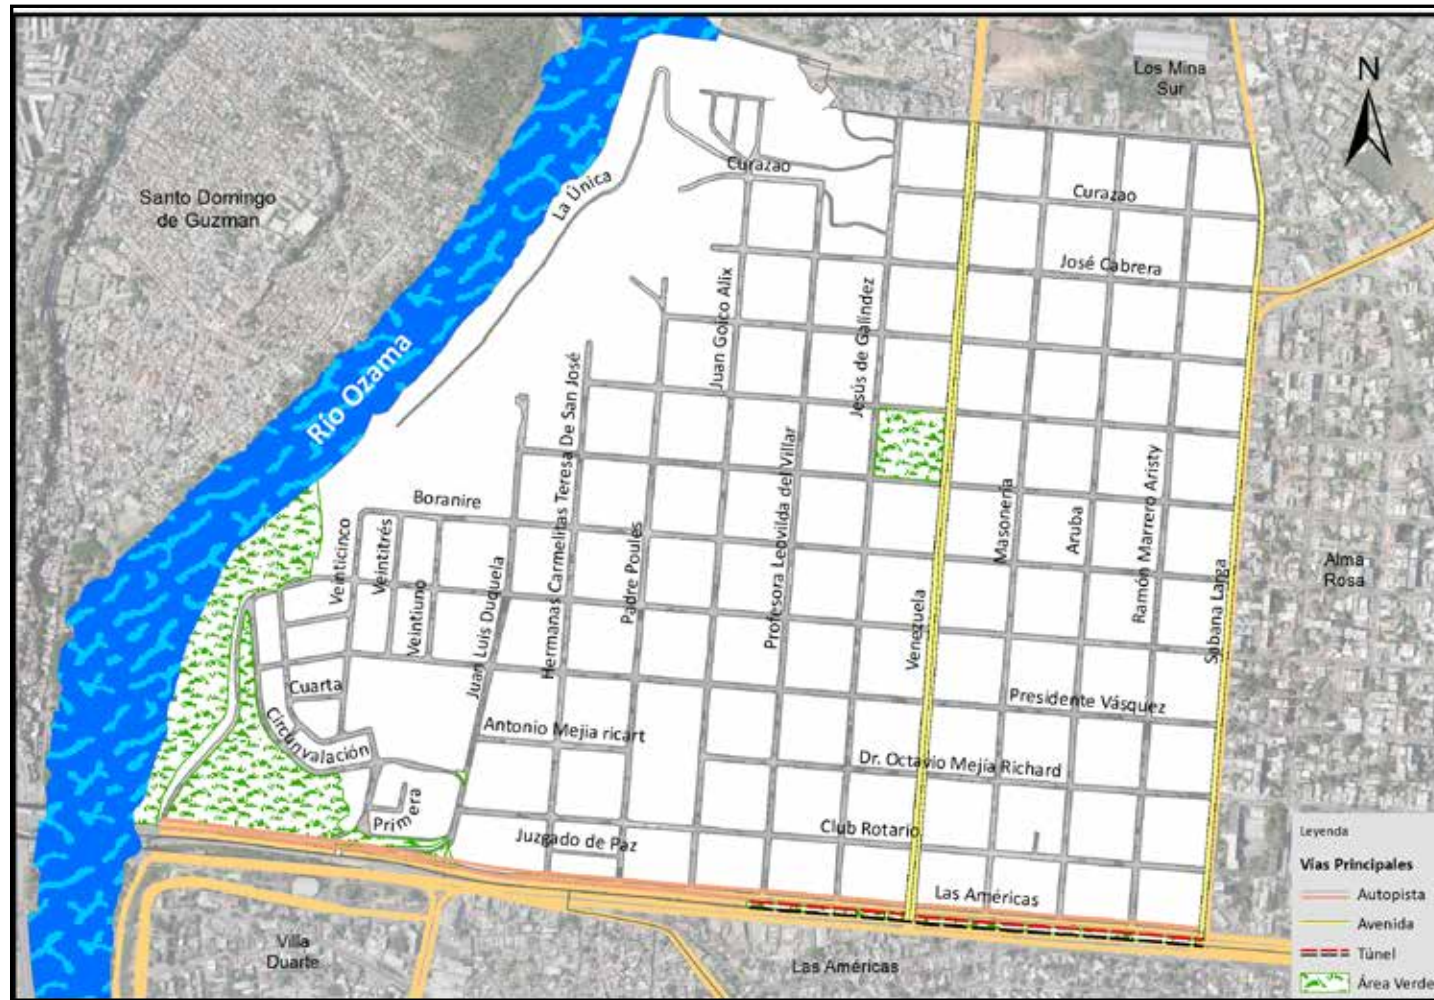 Los Mina
Sur
N
Santo Domingo
de Guzman
La Única
Curazao
Curazao
José Cabrera
Juan Goico Alix
Jesús de Galíndez
Río Ozama
Hermanas Carmelitas Teresa De San José
Profesora Leovilda del Villar
Ramón Marrero Aristy
Boranire
Veinticinco
Veintitrés
Veintiuno
Juan Luis Duquela
Padre Poules
Masonería
Aruba
Venezuela
Sabana Larga
Alma
Rosa
Cuarta
Circunvalación
Presidente Vásquez
Antonio Mejia ricart
Dr. Octavio Mejía Richard
Primera
Juzgado de Paz
Club Rotario
Las Américas
Villa
Duarte
Las Américas
Leyenda
Vías Principales
Autopista
Avenida
Túnel
Área Verde